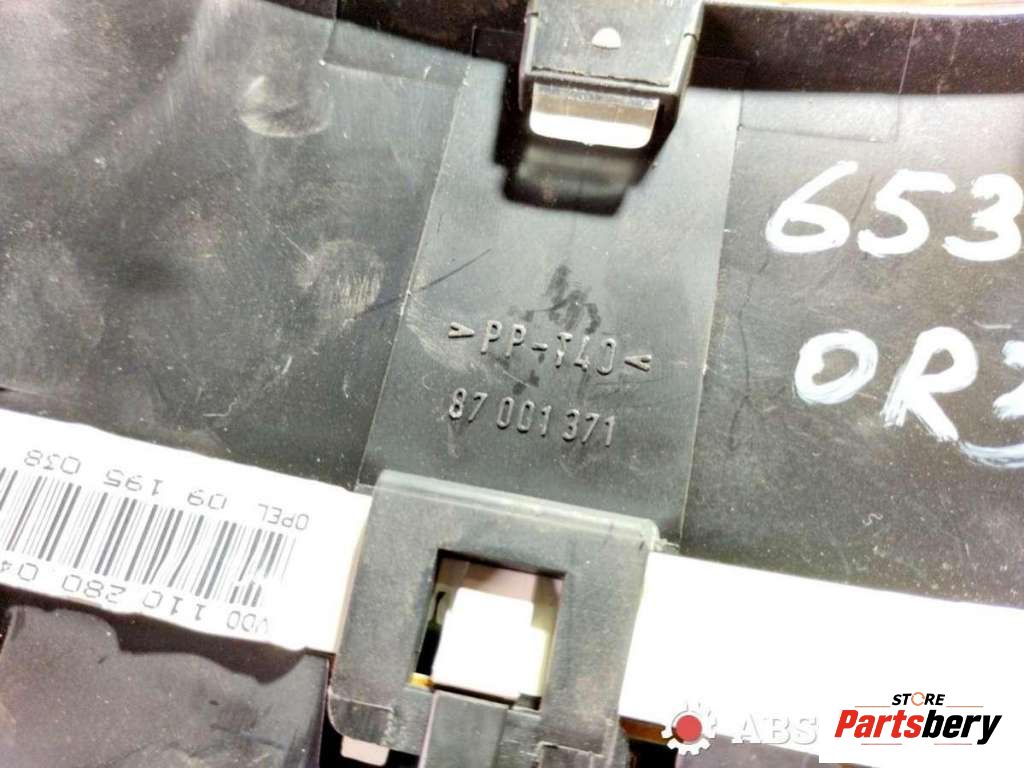 653
OR
>PP-T40<
87 001 371
OPEL 09 195 038
VDO 110 280 04
STORE
Partsbery
ABS